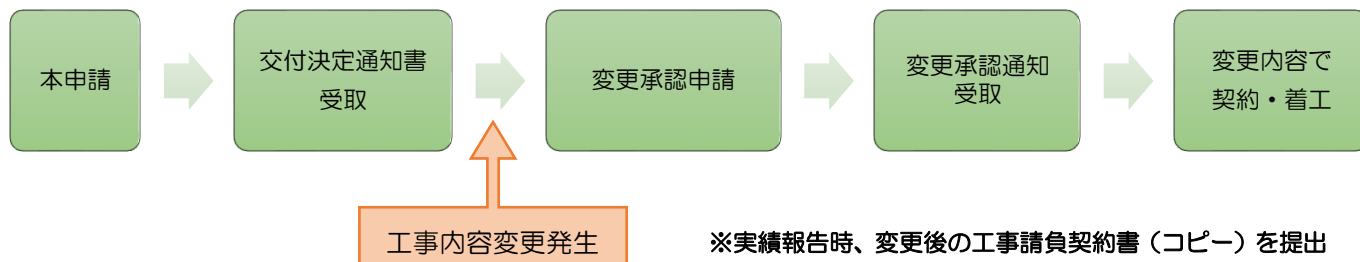 本申請
交付決定通知書
受取
変更承認申請
変更承認通知
受取
変更内容で
契約・着工
工事内容変更発生
※実績報告時、変更後の工事請負契約書（コピー）を提出